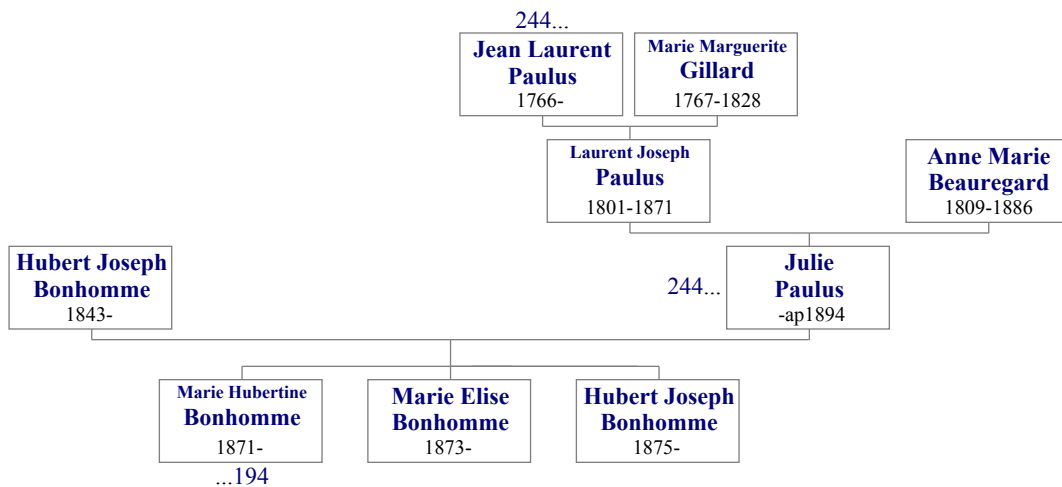 244...
Jean Laurent
Paulus
1766-
Marie Marguerite
Gillard
1767-1828
Laurent Joseph
Paulus
1801-1871
Anne Marie
Beauregard
1809-1886
Hubert Joseph
Bonhomme
1843-
244...
Julie
Paulus
-ap1894
Marie Hubertine
Bonhomme
1871-
...194
Marie Elise
Bonhomme
1873-
Hubert Joseph
Bonhomme
1875-